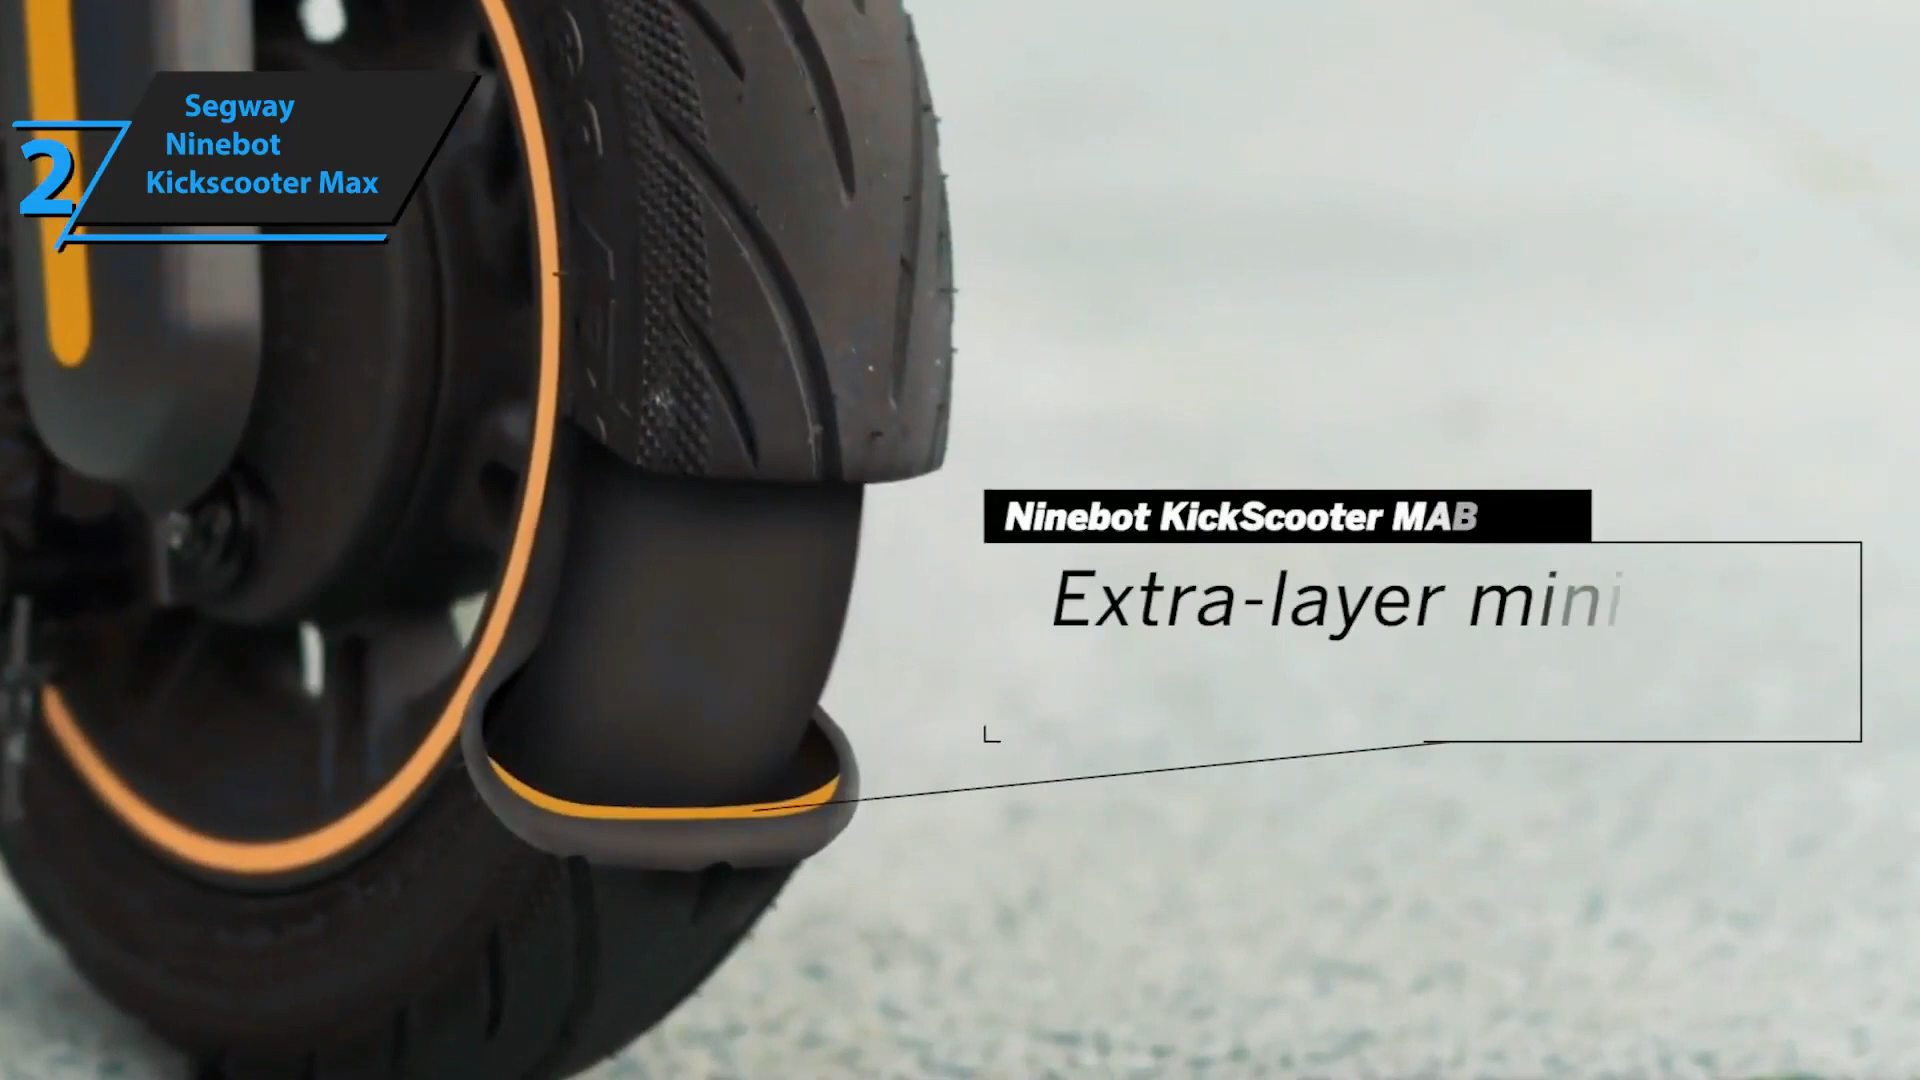 2
Segway
Ninebot
Kickscooter Max
Ninebot KickScooter MAB
Extra-layer mini